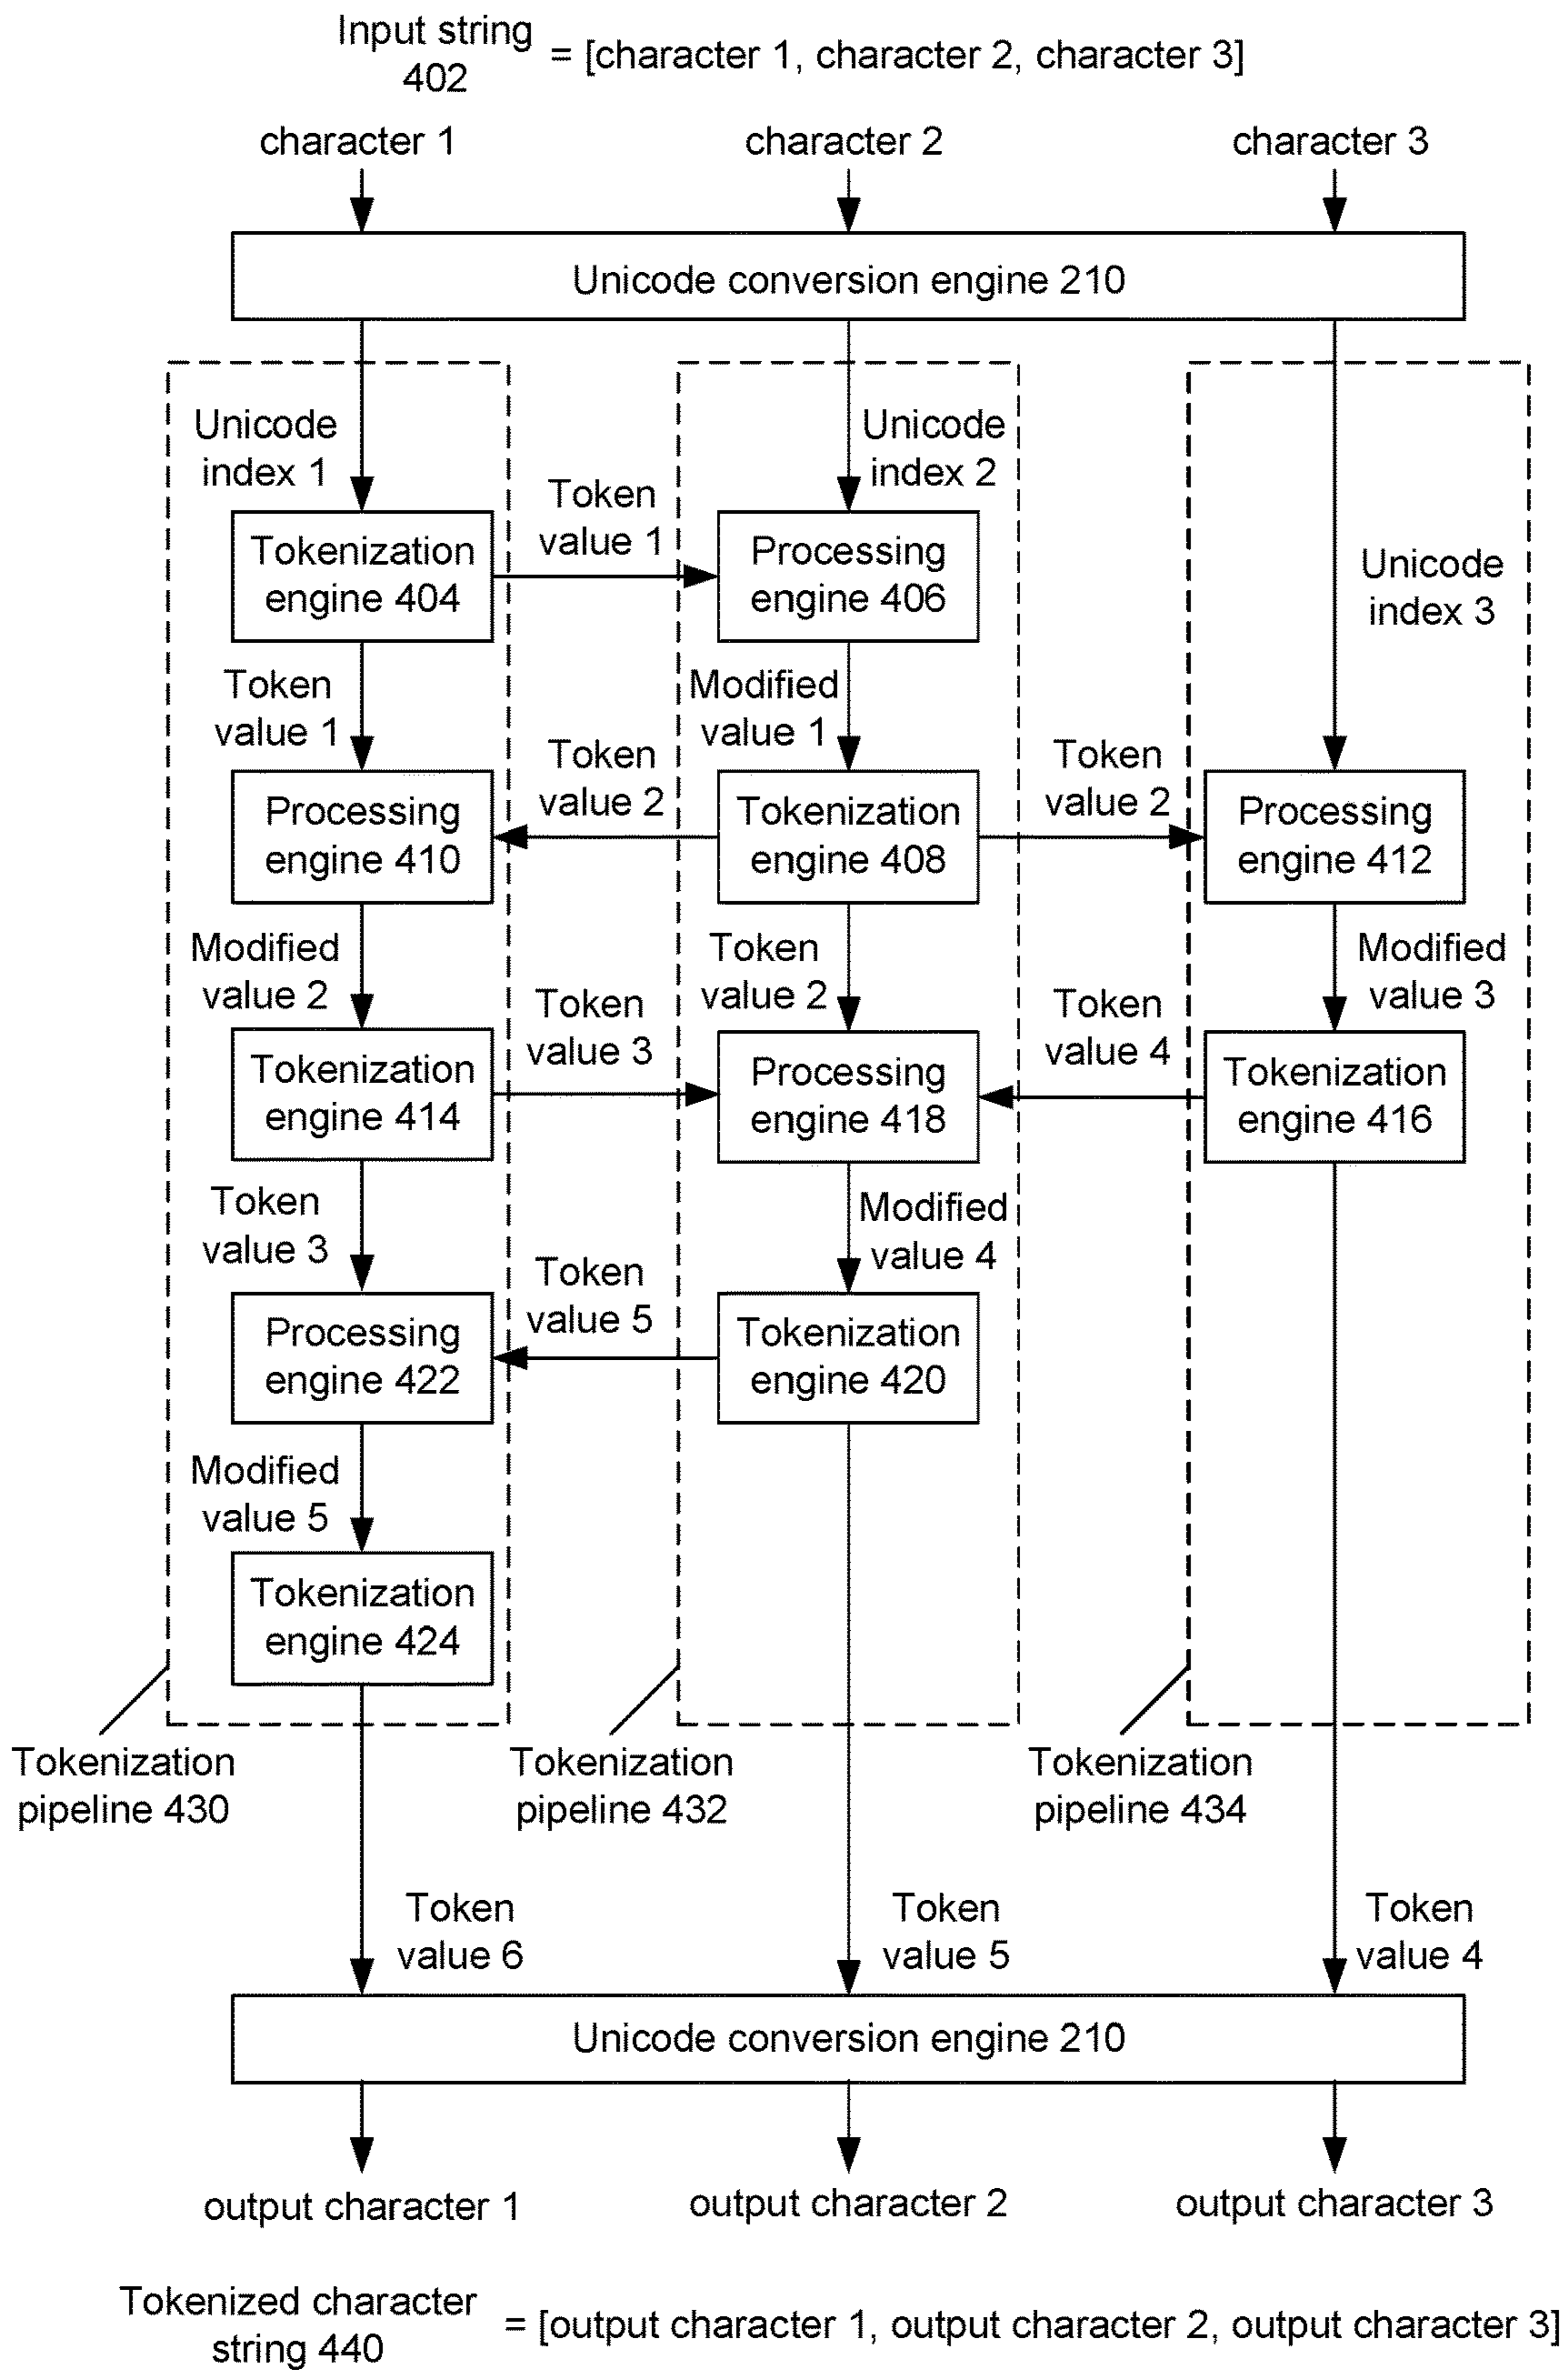 Input string
402
= [character 1, character 2, character 3]
character 1
character 2
character 3
Unicode conversion engine 210
Unicode
index 1
Unicode
index 2
Token
value 1
Tokenization
engine 404
Processing
engine 406
Unicode
index 3
Token
value 1
Modified
value 1
Token
value 2
Token
value 2
Processing
engine 410
Tokenization
engine 408
Processing
engine 412
Modified
value 2
Token
value 2
Modified
value 3
Token
value 3
Token
value 4
Tokenization
engine 414
Processing
engine 418
Tokenization
engine 416
Token
value 3
Modified
value 4
Token
value 5
Processing
engine 422
Tokenization
engine 420
Modified
value 5
Tokenization
engine 424
Tokenization
pipeline 430
Tokenization
pipeline 432
Tokenization
pipeline 434
Token
value 6
Token
value 5
Token
value 4
Unicode conversion engine 210
output character 1
output character 2
output character 3
Tokenized character
string 440
= [output character 1, output character 2, output character 3]